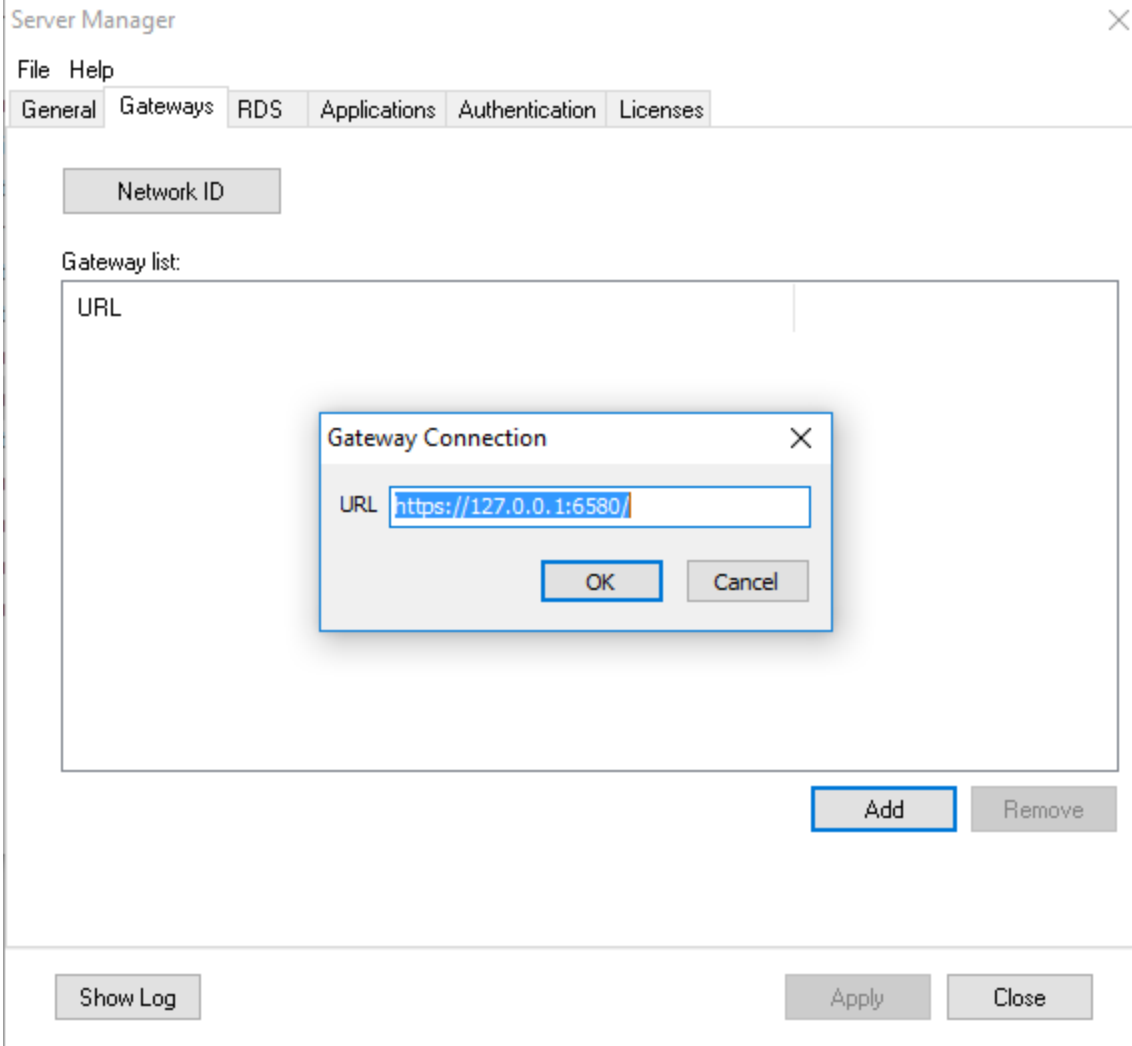 Server Manager
File Help
General Gateways RDS Applications Authentication Licenses
Network ID
Gateway list:
URL
Gateway Connection
URL https://127.0.0.1:6580/
OK Cancel
Add Remove
Show Log Apply Close